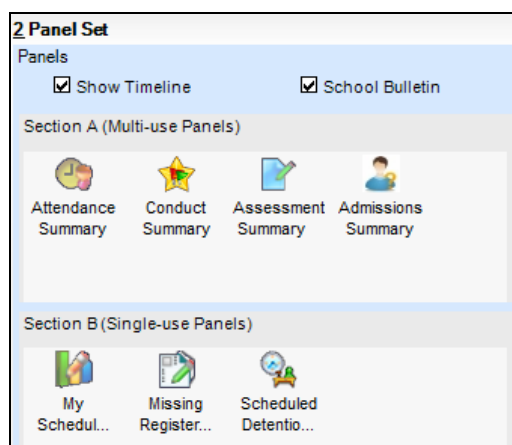 2 Panel Set
Panels
Show Timeline School Bulletin
Section A (Multi-use Panels)
Attendance Conduct Assessment Admissions
Summary Summary Summary Summary
Section B (Single-use Panels)
My Missing Scheduled
Schedul... Register... Detentio...